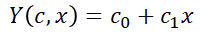 Y(c, x) = c₀ + c₁x